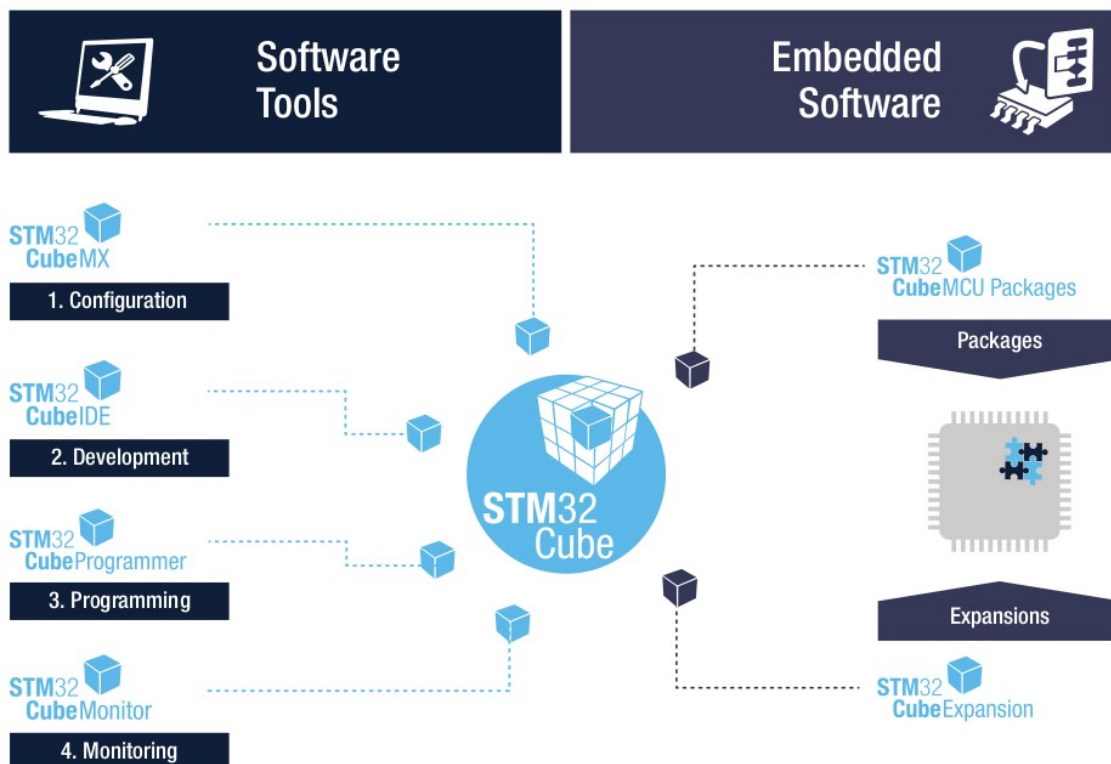 Software
Tools
Embedded
Software
STM32
CubeMX
1. Configuration
STM32
CubeIDE
2. Development
STM32
CubeProgrammer
3. Programming
STM32
CubeMonitor
4. Monitoring
STM32
Cube
STM32
CubeMCU Packages
Packages
Expansions
STM32
CubeExpansion